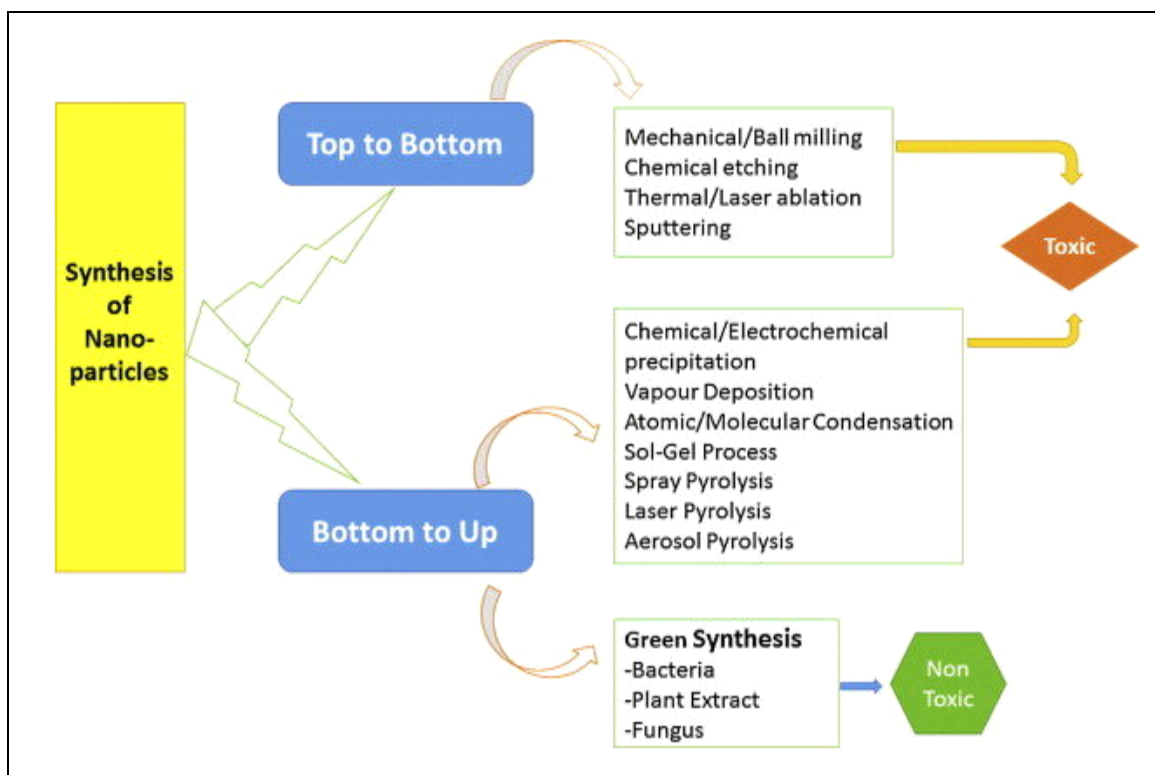 Synthesis
of
Nano-
particles
Top to Bottom
Mechanical/Ball milling
Chemical etching
Thermal/Laser ablation
Sputtering
Toxic
Bottom to Up
Chemical/Electrochemical
precipitation
Vapour Deposition
Atomic/Molecular Condensation
Sol-Gel Process
Spray Pyrolysis
Laser Pyrolysis
Aerosol Pyrolysis
Green Synthesis
-Bacteria
-Plant Extract
-Fungus
Non
Toxic